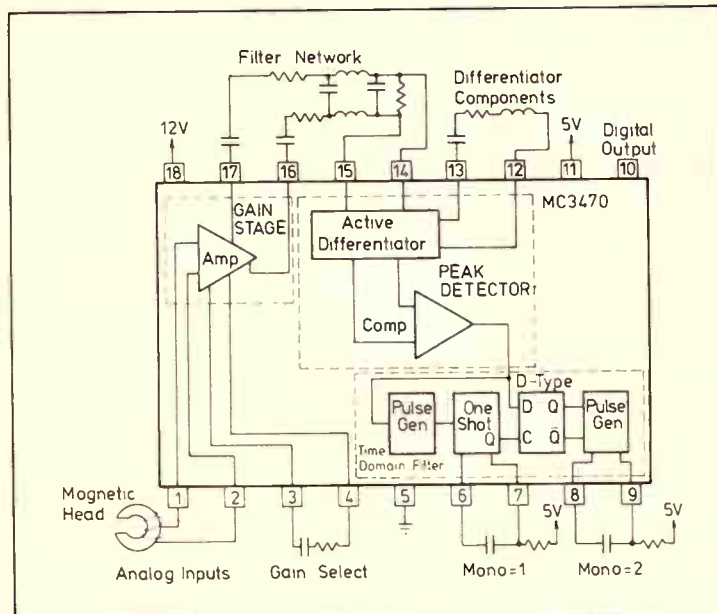 Filter Network
Differentiator
Components
12V
5V
Digital
Output
18
17
16
15
14
13
12
11
10
MC3470
GAIN
STAGE
Amp
Active
Differentiator
PEAK
DETECTOR
Comp
D-Type
Pulse
Gen
One
Shot
Q
D Q
C Q̅
Pulse
Gen
Time
Domain Filter
1
2
3
4
5
6
7
8
9
Magnetic
Head
5V
5V
Analog Inputs
Gain Select
Mono=1
Mono=2